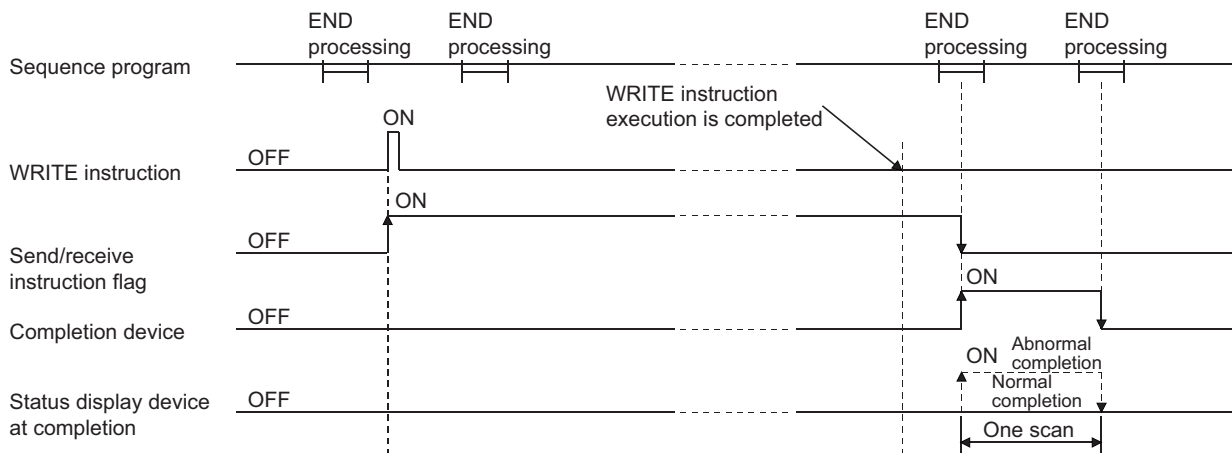 END
processing
END
processing
END
processing
END
processing
Sequence program
WRITE instruction
execution is completed
ON
OFF
WRITE instruction
ON
OFF
Send/receive
instruction flag
ON
OFF
Completion device
ON
Abnormal
completion
Normal
completion
OFF
Status display device
at completion
One scan